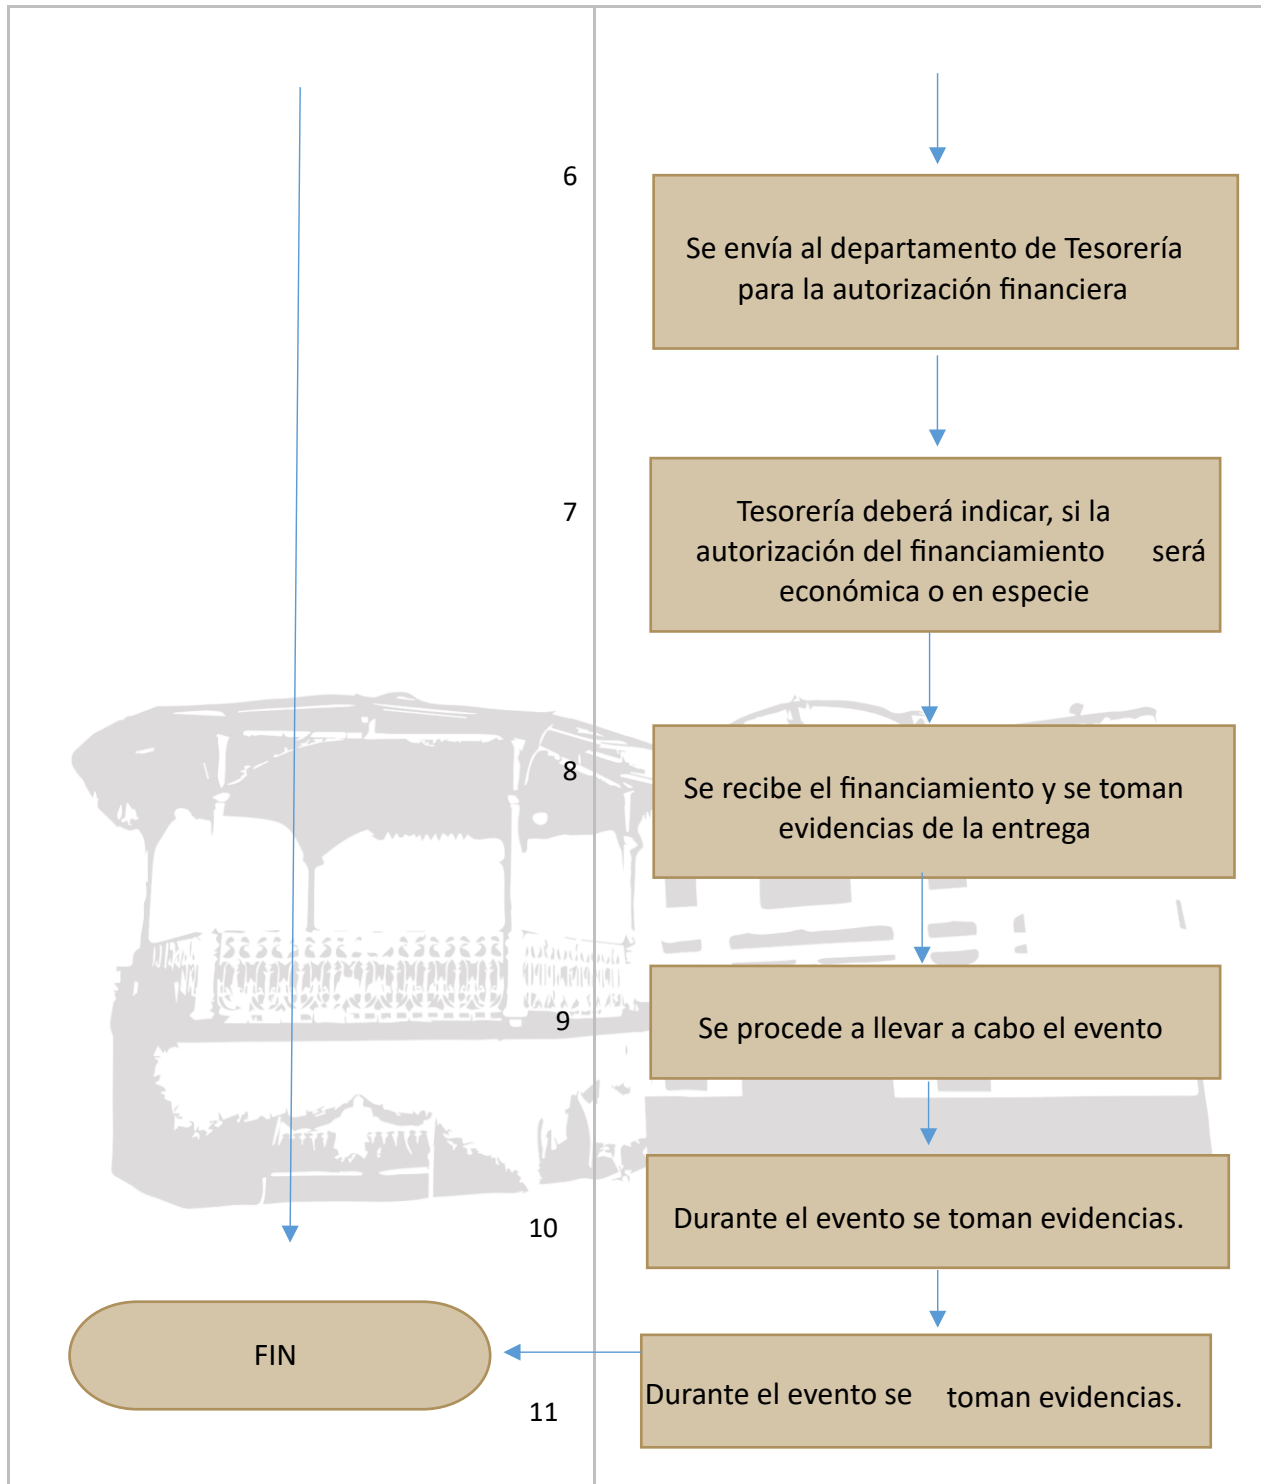 6
Se envía al departamento de Tesorería
para la autorización financiera
7
Tesorería deberá indicar, si la
autorización del financiamiento será
económica o en especie
8
Se recibe el financiamiento y se toman
evidencias de la entrega
9
Se procede a llevar a cabo el evento
10
Durante el evento se toman evidencias.
FIN
11
Durante el evento se toman evidencias.